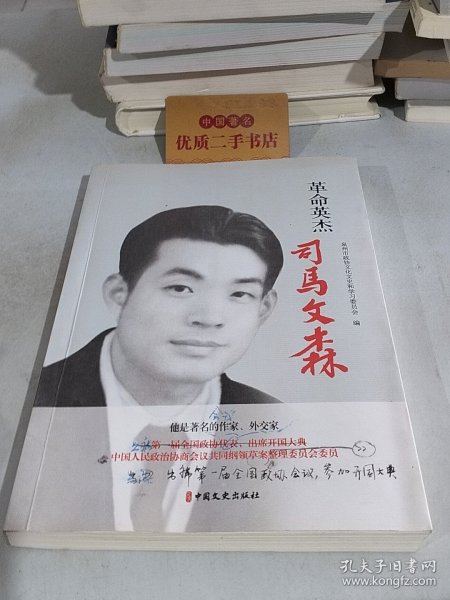 中国著名
优质二手书店
革命英杰
司马文森
泉州市政协文化文史和学习委员会 编
他是著名的作家、外交家
第一届全国政协代表、出席开国大典
中国人民政治协商会议共同纲领草案整理委员会委员
出席第一届全国政协会议，参加开国大典
中国文史出版社
孔夫子旧书网
www.kongfz.com